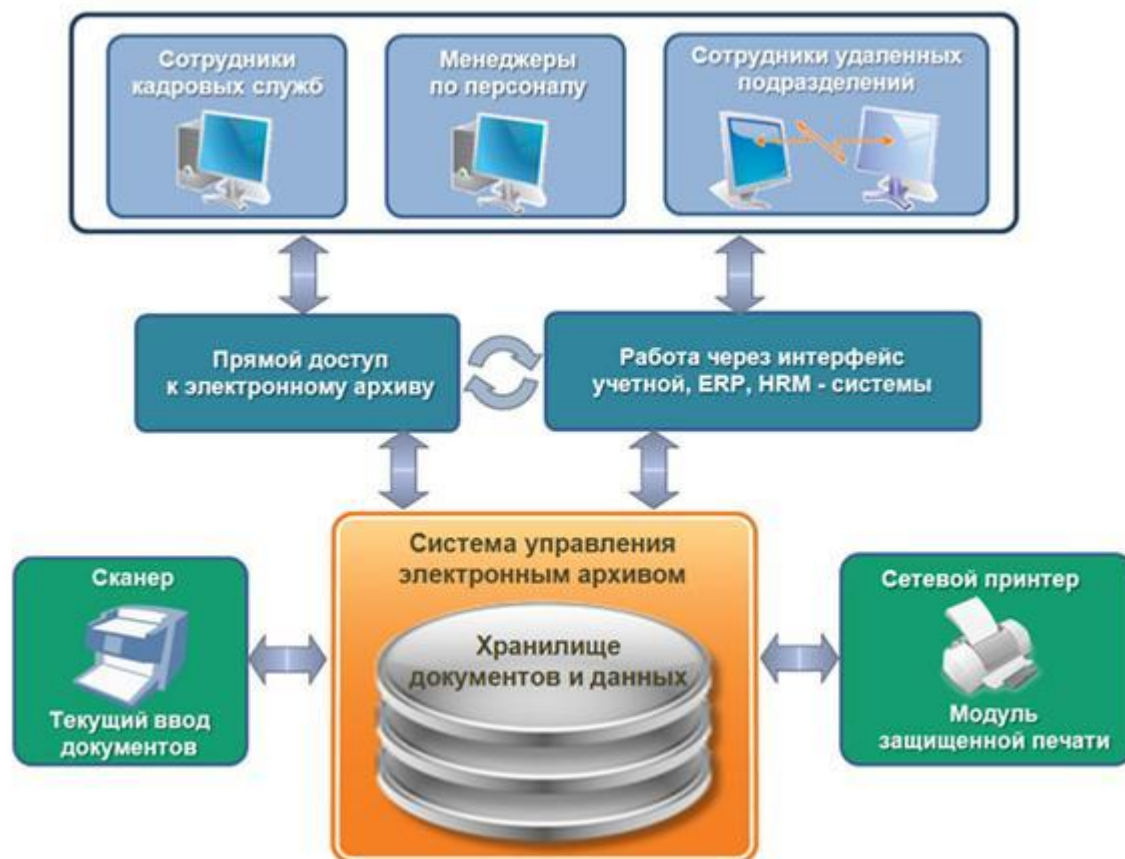 Сотрудники
кадровых служб
Менеджеры
по персоналу
Сотрудники удаленных
подразделений
Прямой доступ
к электронному архиву
Работа через интерфейс
учетной, ERP, HRM - системы
Система управления
электронным архивом
Хранилище
документов и данных
Сканер
Текущий ввод
документов
Сетевой принтер
Модуль
защищенной печати